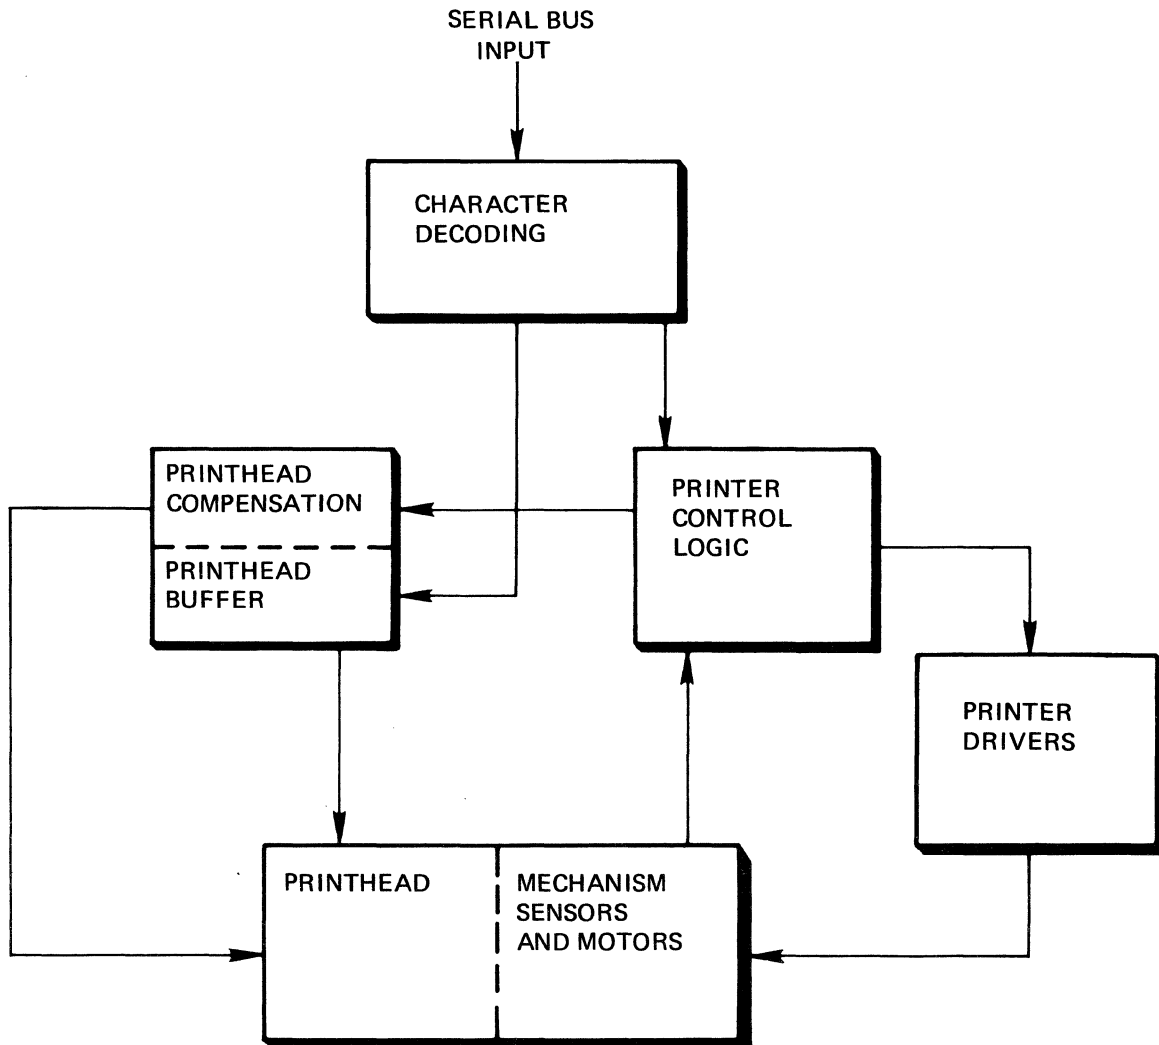 SERIAL BUS
INPUT
CHARACTER
DECODING
PRINTHEAD
COMPENSATION
PRINTHEAD
BUFFER
PRINTER
CONTROL
LOGIC
PRINTER
DRIVERS
PRINTHEAD
MECHANISM
SENSORS
AND MOTORS